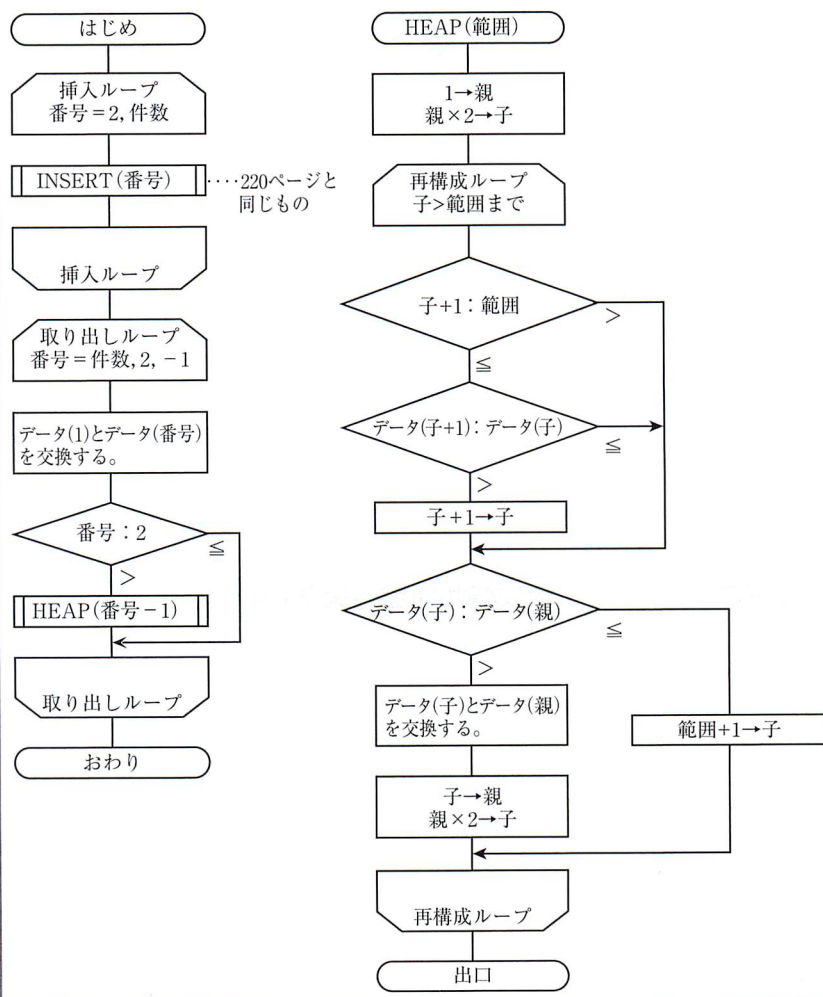 はじめ
挿入ループ
番号=2,件数
INSERT(番号)
····220ページと
同じもの
挿入ループ
取り出しループ
番号=件数,2,-1
データ(1)とデータ(番号)
を交換する。
番号：2
≦
>
HEAP(番号-1)
取り出しループ
おわり
HEAP(範囲)
1→親
親×2→子
再構成ループ
子>範囲まで
子+1：範囲
>
≦
データ(子+1)：データ(子)
≦
>
子+1→子
データ(子)：データ(親)
≦
>
データ(子)とデータ(親)
を交換する。
範囲+1→子
子→親
親×2→子
再構成ループ
出口